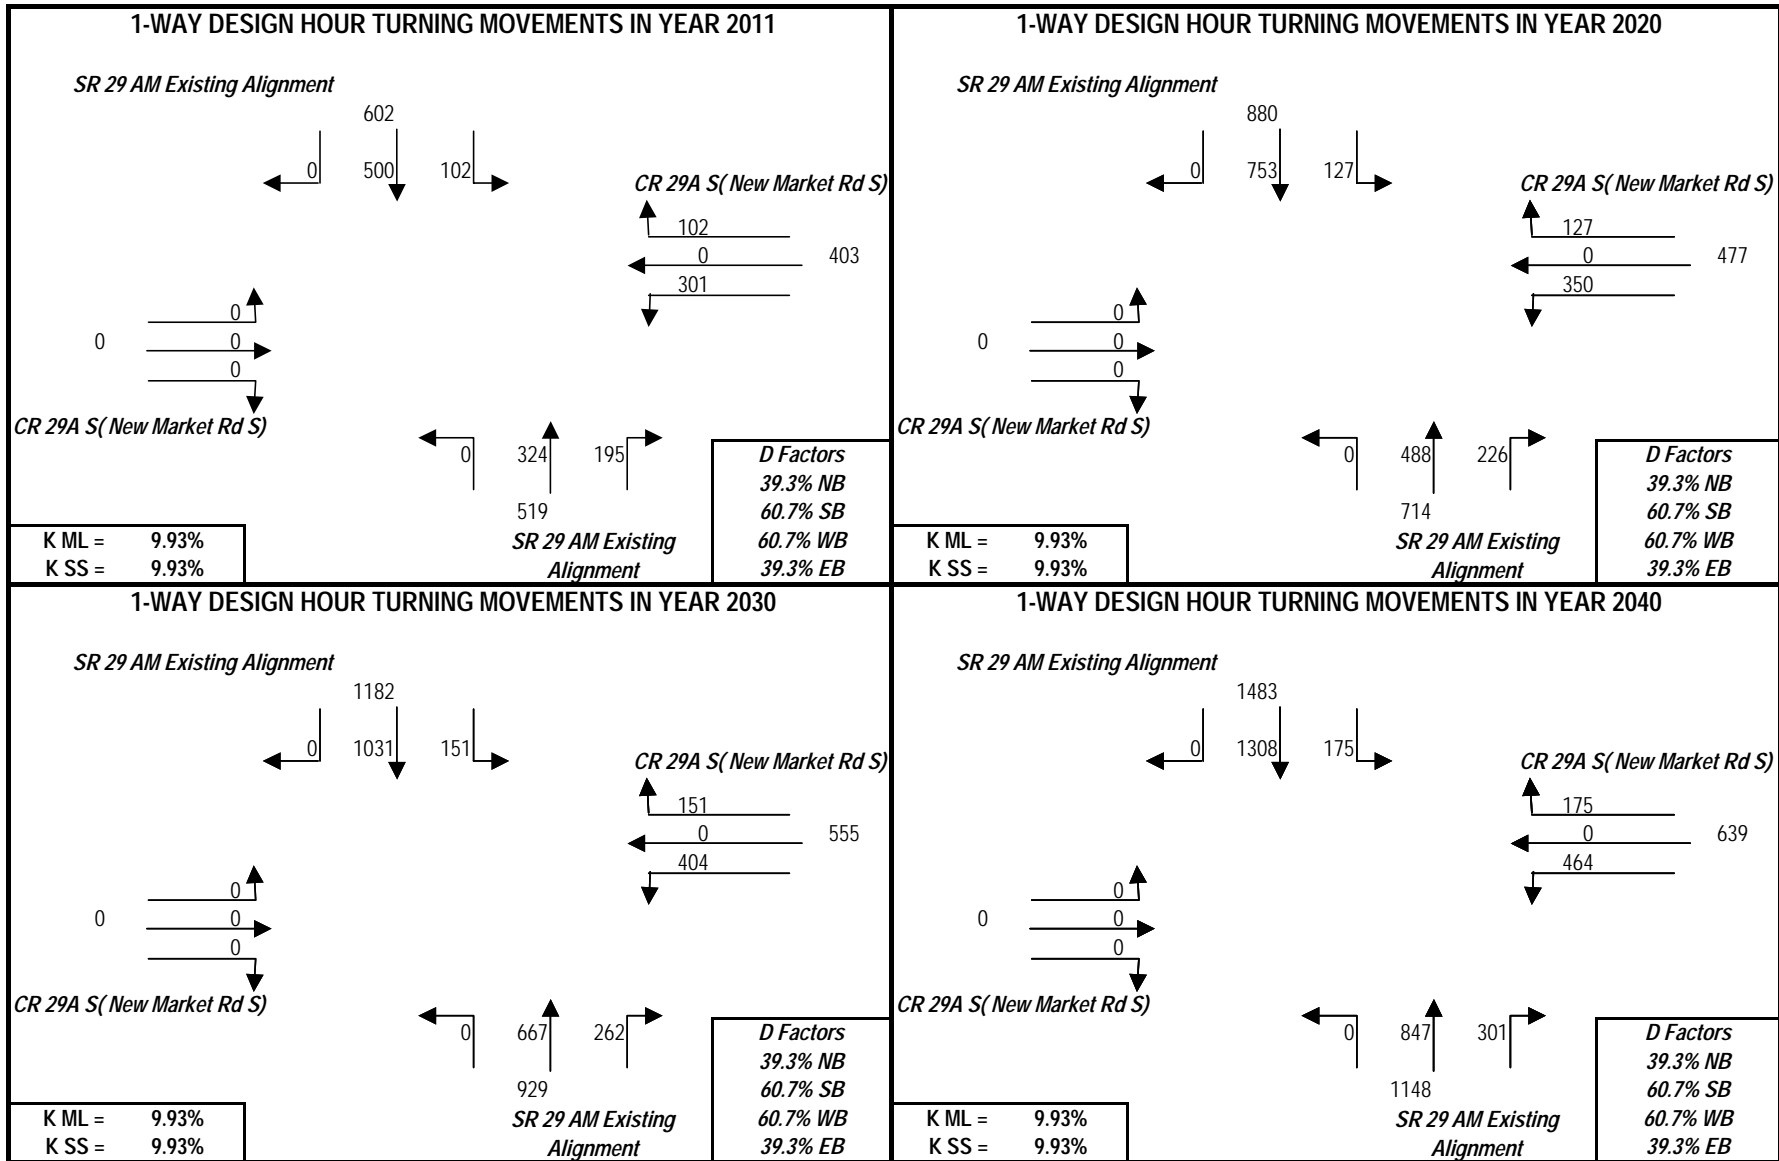 1-WAY DESIGN HOUR TURNING MOVEMENTS IN YEAR 2011
SR 29 AM Existing Alignment
602
0 500 102
CR 29A S( New Market Rd S)
102
0 403
301
0
0 0
0
CR 29A S( New Market Rd S)
0 324 195
519
SR 29 AM Existing
Alignment
D Factors
39.3% NB
60.7% SB
60.7% WB
39.3% EB
K ML = 9.93%
K SS = 9.93%
1-WAY DESIGN HOUR TURNING MOVEMENTS IN YEAR 2020
SR 29 AM Existing Alignment
880
0 753 127
CR 29A S( New Market Rd S)
127
0 477
350
0
0 0
0
CR 29A S( New Market Rd S)
0 488 226
714
SR 29 AM Existing
Alignment
D Factors
39.3% NB
60.7% SB
60.7% WB
39.3% EB
K ML = 9.93%
K SS = 9.93%
1-WAY DESIGN HOUR TURNING MOVEMENTS IN YEAR 2030
SR 29 AM Existing Alignment
1182
0 1031 151
CR 29A S( New Market Rd S)
151
0 555
404
0
0 0
0
CR 29A S( New Market Rd S)
0 667 262
929
SR 29 AM Existing
Alignment
D Factors
39.3% NB
60.7% SB
60.7% WB
39.3% EB
K ML = 9.93%
K SS = 9.93%
1-WAY DESIGN HOUR TURNING MOVEMENTS IN YEAR 2040
SR 29 AM Existing Alignment
1483
0 1308 175
CR 29A S( New Market Rd S)
175
0 639
464
0
0 0
0
CR 29A S( New Market Rd S)
0 847 301
1148
SR 29 AM Existing
Alignment
D Factors
39.3% NB
60.7% SB
60.7% WB
39.3% EB
K ML = 9.93%
K SS = 9.93%